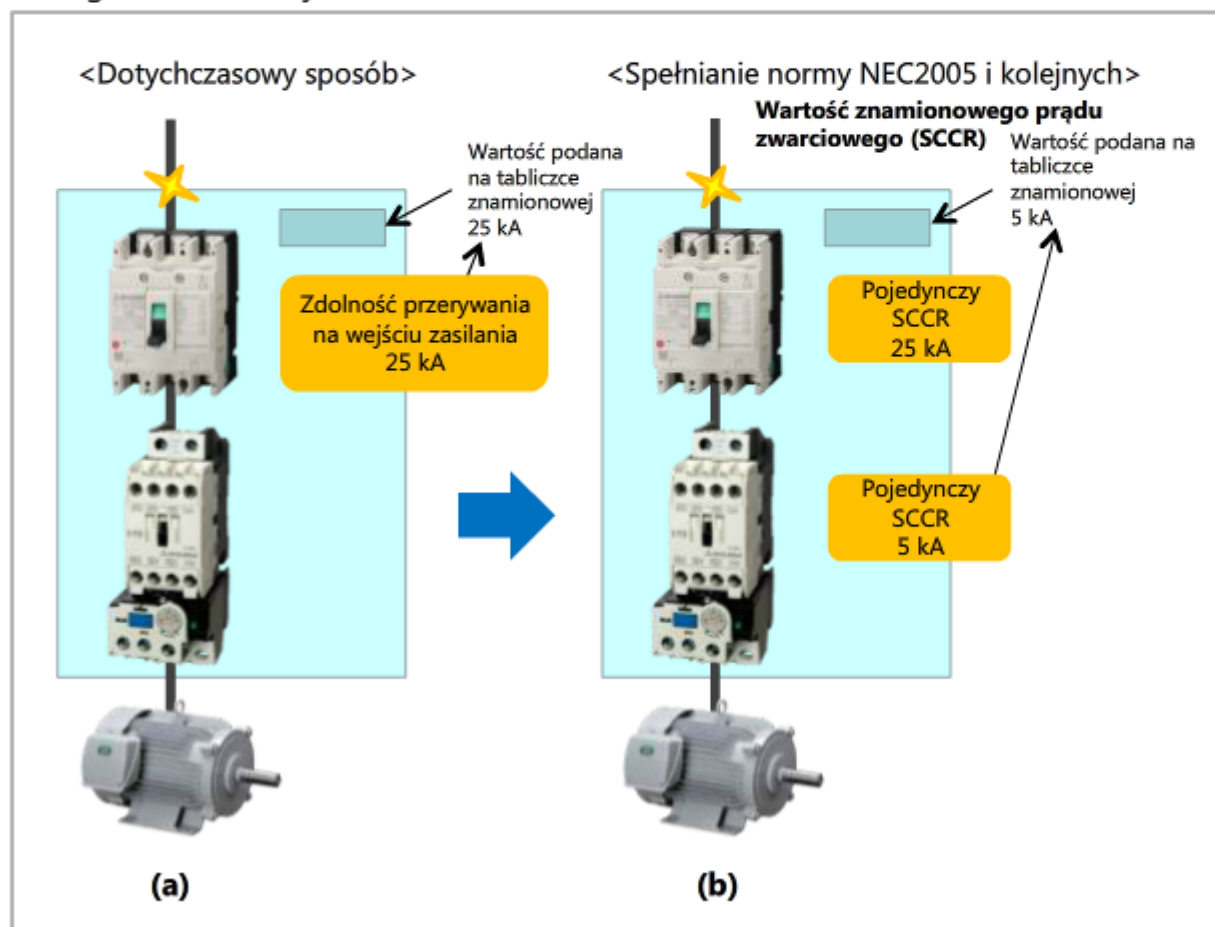 <Dotychczasowy sposób>
Wartość podana
na tabliczce
znamionowej
25 kA
Zdolność przerywania
na wejściu zasilania
25 kA
(a)
<Spełnianie normy NEC2005 i kolejnych>
Wartość znamionowego prądu
zwarciowego (SCCR)
Wartość podana na
tabliczce
znamionowej
5 kA
Pojedynczy
SCCR
25 kA
Pojedynczy
SCCR
5 kA
(b)